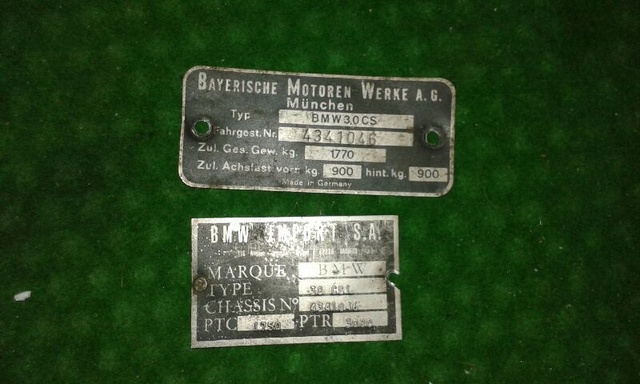 BAYERISCHE MOTOREN WERKE A.G.
München
Typ BMW 3,0 CS
Fahrgest.Nr. 4341046
Zul. Ges. Gew. kg. 1770
Zul. Achslast vorn kg. 900 hint. kg. 900
Made in Germany
BMW IMPORT S.A.
MARQUE BMW
TYPE
CHASSIS Nº
PTC PTR